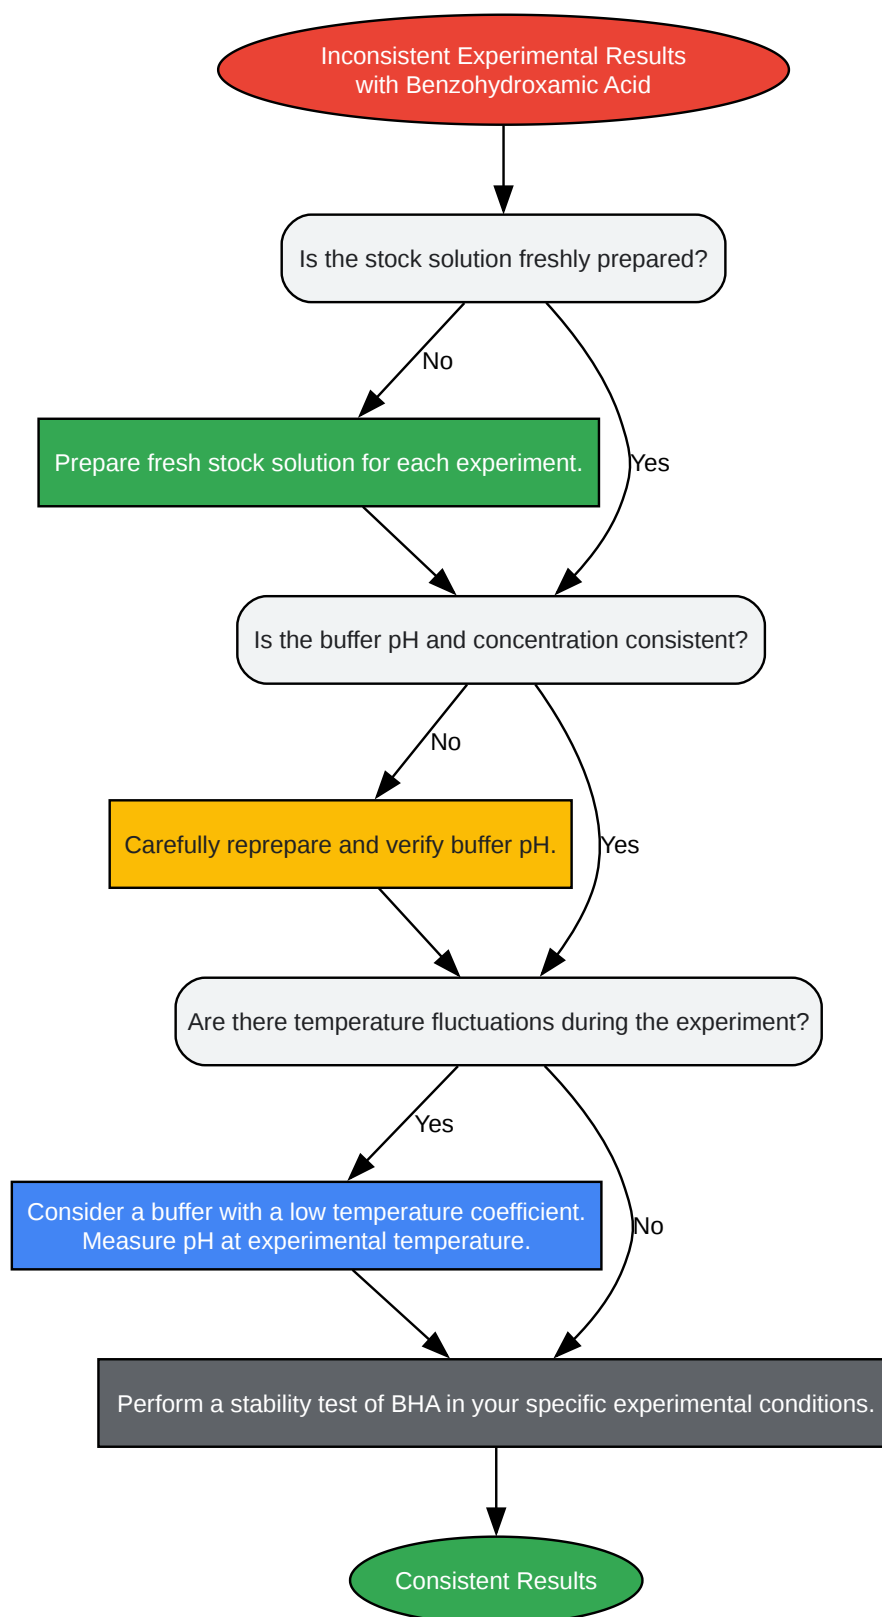 Inconsistent Experimental Results
with Benzohydroxamic Acid
Is the stock solution freshly prepared?
No
Prepare fresh stock solution for each experiment.
Yes
Is the buffer pH and concentration consistent?
No
Carefully reprepare and verify buffer pH.
Yes
Are there temperature fluctuations during the experiment?
Yes
Consider a buffer with a low temperature coefficient.
Measure pH at experimental temperature.
No
Perform a stability test of BHA in your specific experimental conditions.
Consistent Results